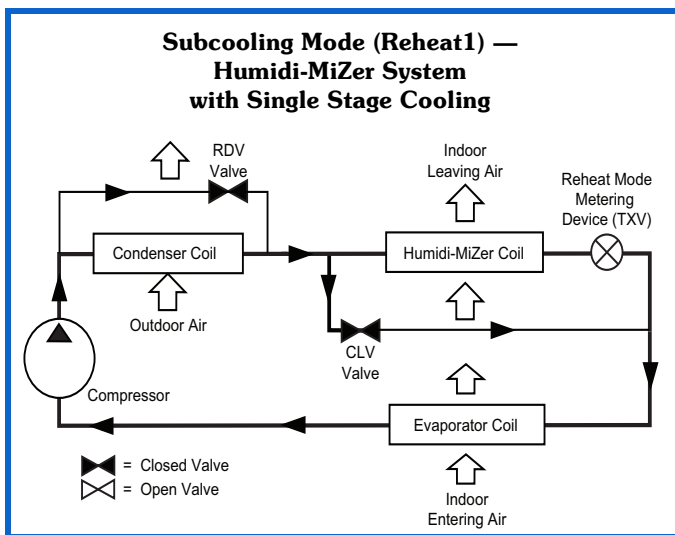 Subcooling Mode (Reheat1) —
Humidi-MiZer System
with Single Stage Cooling
RDV
Valve
Indoor
Leaving Air
Reheat Mode
Metering
Device (TXV)
Condenser Coil
Humidi-MiZer Coil
Outdoor Air
CLV
Valve
Compressor
Evaporator Coil
= Closed Valve
= Open Valve
Indoor
Entering Air